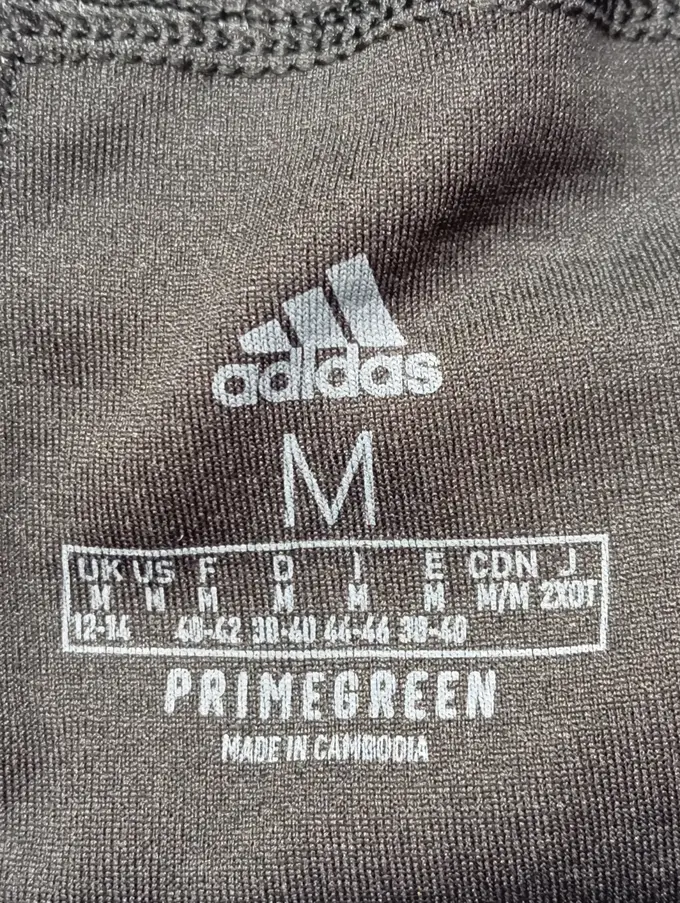 adidas
M
UK US F D I E CDN J
M M M M M M M/M 2XOT
12-14 40-42 38-40 44-46 38-40
PRIMEGREEN
MADE IN CAMBODIA